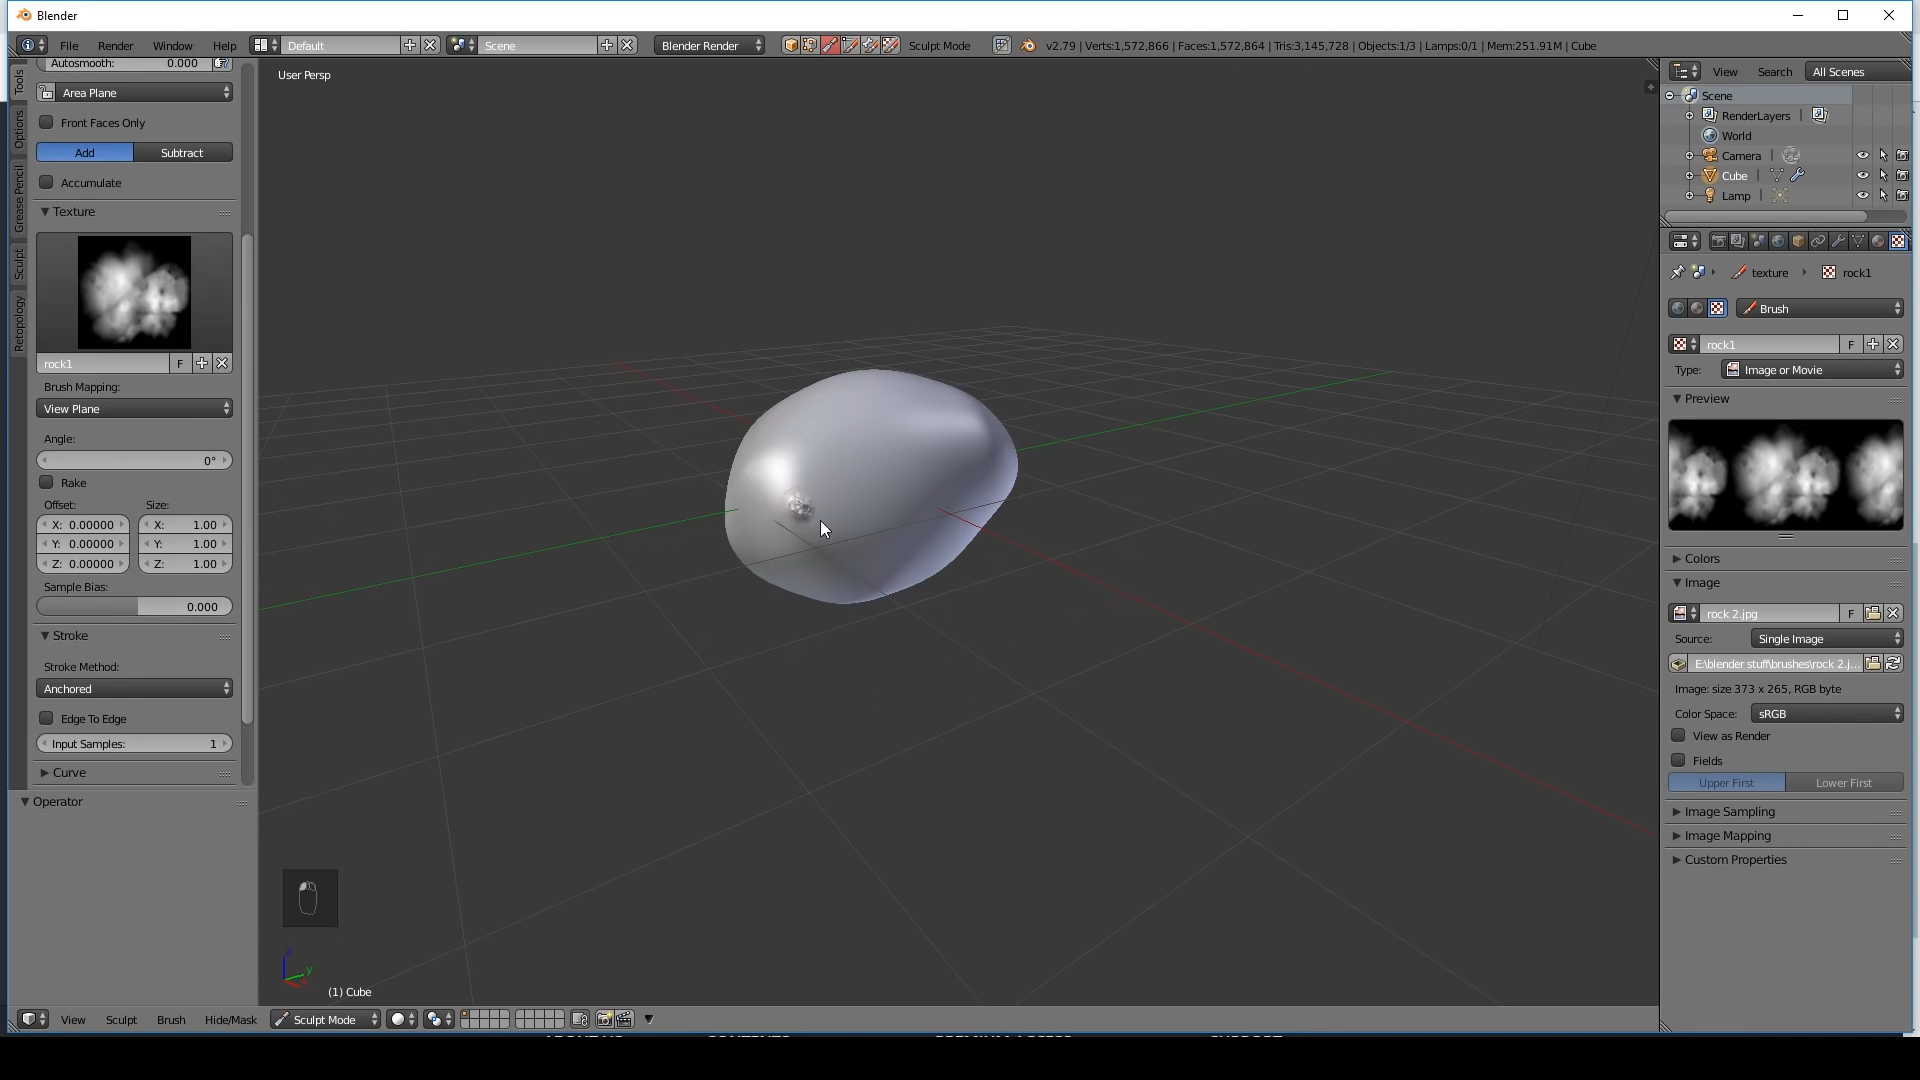 Blender
File Render Window Help Default Scene Blender Render Sculpt Mode v2.79 | Verts:1,572,866 | Faces:1,572,864 | Tris:3,145,728 | Objects:1/3 | Lamps:0/1 | Mem:251.91M | Cube
Tools
Options
Grease Pencil
Sculpt
Retopology
Autosmooth: 0.000
Area Plane
Front Faces Only
Add Subtract
Accumulate
Texture
rock1 F
Brush Mapping:
View Plane
Angle:
0°
Rake
Offset: Size:
X: 0.00000 X: 1.00
Y: 0.00000 Y: 1.00
Z: 0.00000 Z: 1.00
Sample Bias:
0.000
Stroke
Stroke Method:
Anchored
Edge To Edge
Input Samples: 1
Curve
Operator
User Persp
z
y
(1) Cube
View Sculpt Brush Hide/Mask Sculpt Mode
View Search All Scenes
Scene
RenderLayers |
World
Camera |
Cube |
Lamp |
texture rock1
Brush
rock1 F
Type: Image or Movie
Preview
Colors
Image
rock 2.jpg F
Source: Single Image
E:\blender stuff\brushes\rock 2.j...
Image: size 373 x 265, RGB byte
Color Space: sRGB
View as Render
Fields
Upper First Lower First
Image Sampling
Image Mapping
Custom Properties